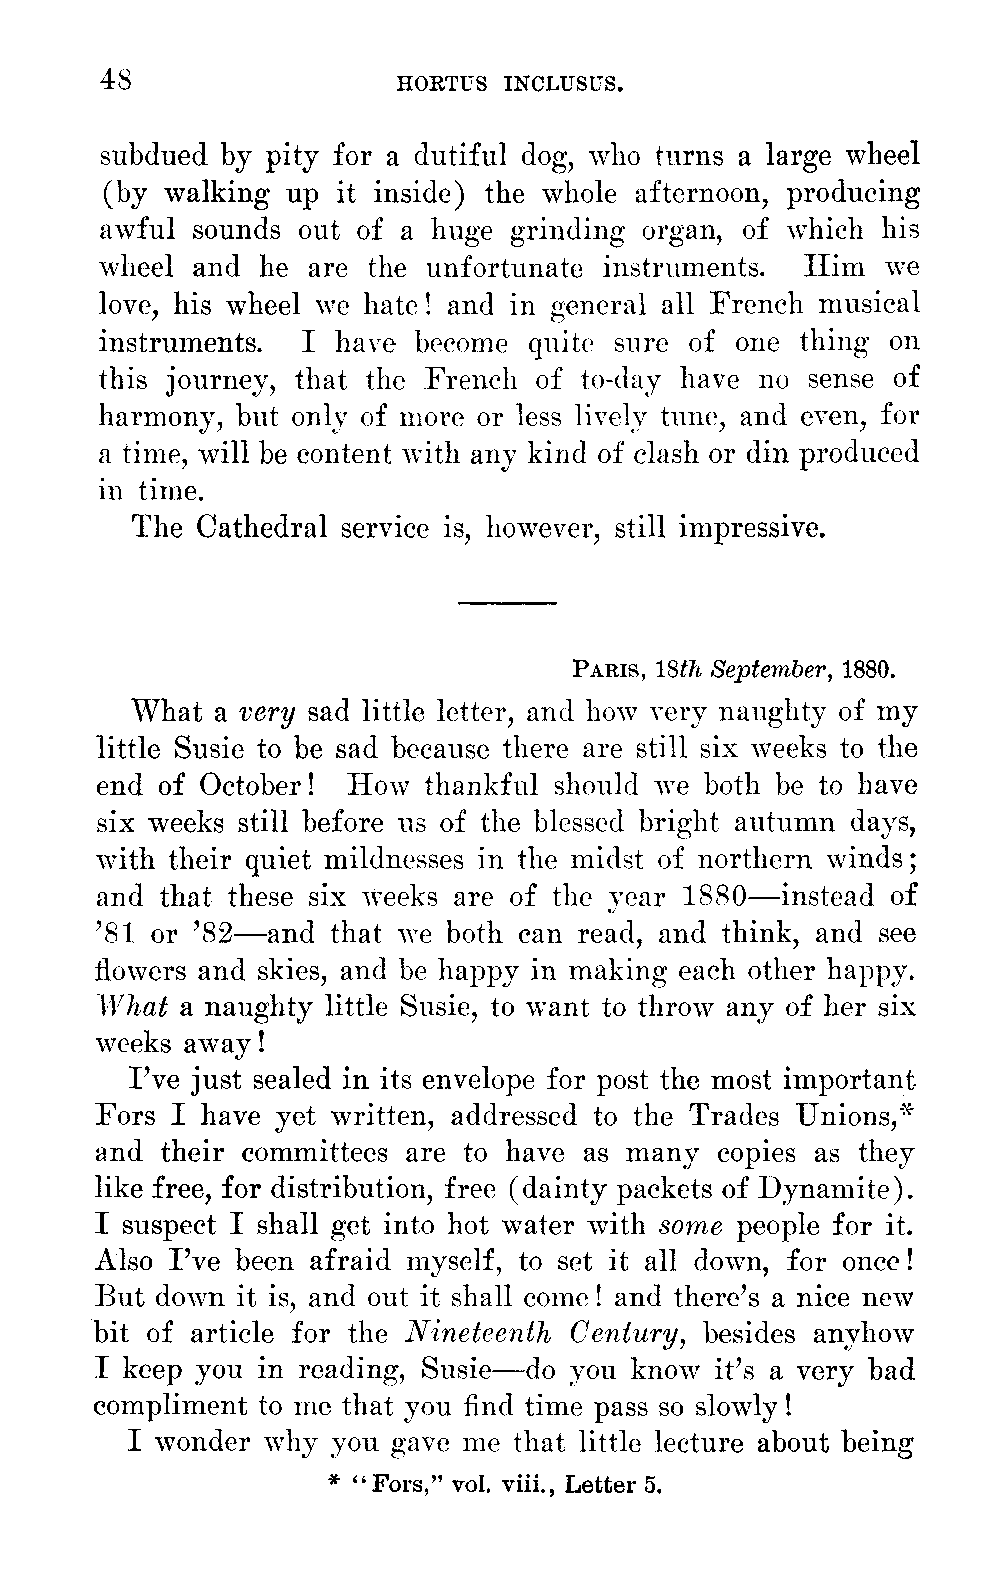 48 HORTUS INCLUSUS.
subdued by pity for a dutiful dog, who turns a large wheel
(by walking up it inside) the whole afternoon, producing
awful sounds out of a huge grinding organ, of which his
wheel and he are the unfortunate instruments. Him we
love, his wheel we hate! and in general all French musical
instruments. I have become quite sure of one thing on
this journey, that the French of to-day have no sense of
harmony, but only of more or less lively tune, and even, for
a time, will be content with any kind of clash or din produced
in time.
The Cathedral service is, however, still impressive.
PARIS, 18th September, 1880.
What a very sad little letter, and how very naughty of my
little Susie to be sad because there are still six weeks to the
end of October! How thankful should we both be to have
six weeks still before us of the blessed bright autumn days,
with their quiet mildnesses in the midst of northern winds;
and that these six weeks are of the year 1880—instead of
’81 or ’82—and that we both can read, and think, and see
flowers and skies, and be happy in making each other happy.
What a naughty little Susie, to want to throw any of her six
weeks away!
I’ve just sealed in its envelope for post the most important
Fors I have yet written, addressed to the Trades Unions,*
and their committees are to have as many copies as they
like free, for distribution, free (dainty packets of Dynamite).
I suspect I shall get into hot water with some people for it.
Also I’ve been afraid myself, to set it all down, for once!
But down it is, and out it shall come! and there’s a nice new
bit of article for the Nineteenth Century, besides anyhow
I keep you in reading, Susie—do you know it’s a very bad
compliment to me that you find time pass so slowly!
I wonder why you gave me that little lecture about being
* “Fors,” vol. viii., Letter 5.